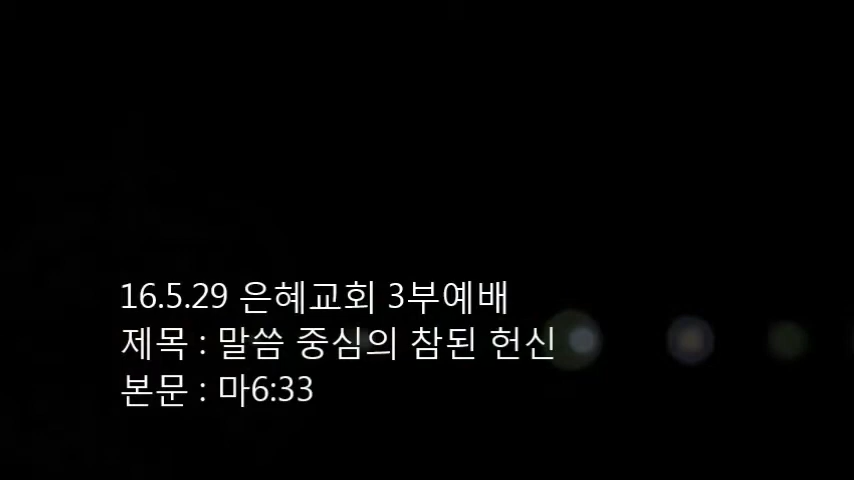 16.5.29 은혜교회 3부예배
제목 : 말씀 중심의 참된 헌신
본문 : 마6:33